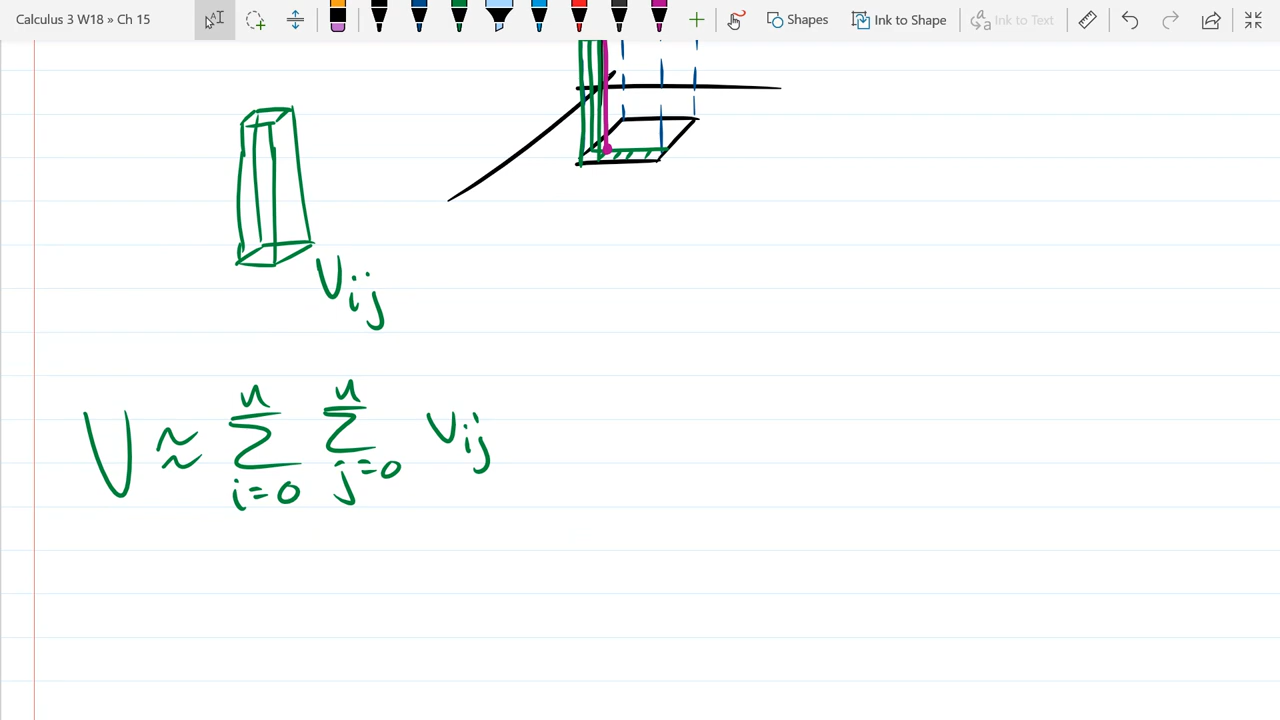 Calculus 3 W18 » Ch 15
Shapes
Ink to Shape
Ink to Text
Vij
V ≈ ∑ i=0 n ∑ j=0 n Vij